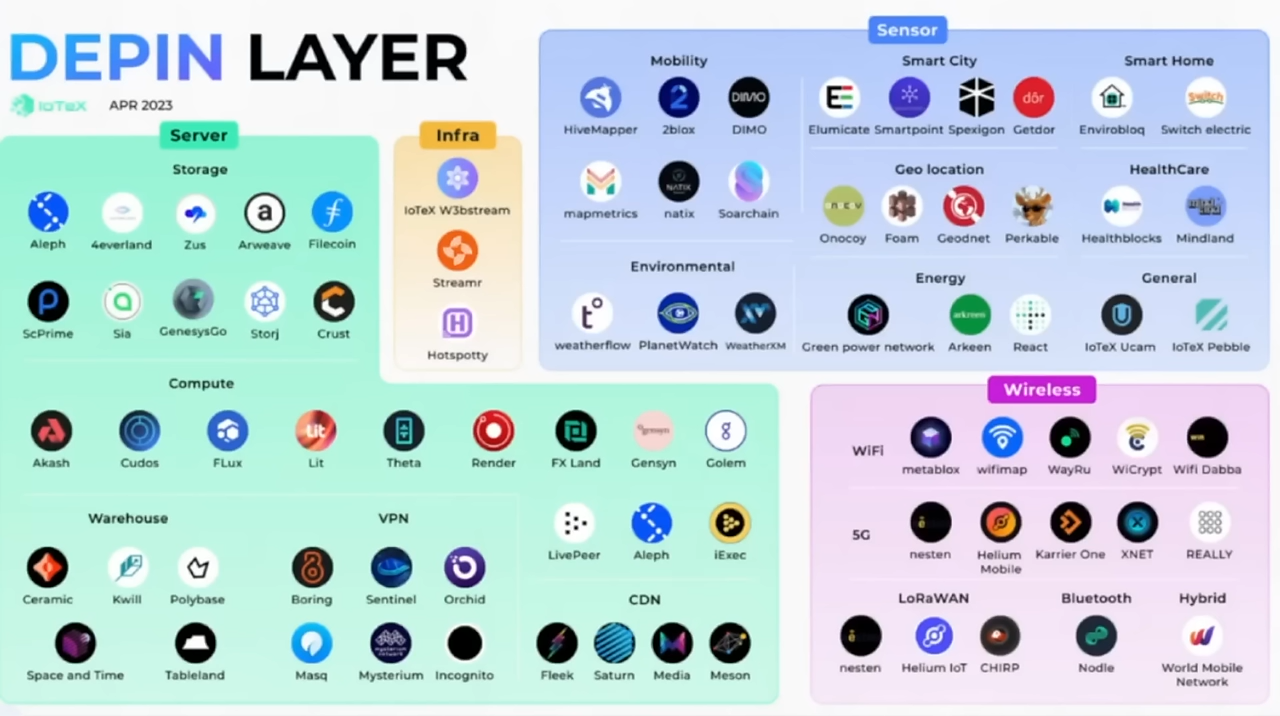 DEPIN LAYER
IoTeX APR 2023
Server
Storage
Aleph 4everland Zus Arweave Filecoin
ScPrime Sia GenesysGo Storj Crust
Compute
Akash Cudos FLux Lit Theta Render FX Land Gensyn Golem
LivePeer Aleph iExec
Warehouse
Ceramic Kwill Polybase
Space and Time Tableland
VPN
Boring Sentinel Orchid
Masq Mysterium Incognito
CDN
Fleek Saturn Media Meson
Infra
IoTeX W3bstream
Streamr
Hotspotty
Sensor
Mobility
DIMO
HiveMapper 2blox DIMO
NATIX
mapmetrics natix Soarchain
Environmental
weatherflow PlanetWatch WeatherXM
Smart City
dôr
Elumicate Smartpoint Spexigon Getdor
Geo location
Onocoy Foam Geodnet Perkable
Energy
arkreen
Green power network Arkeen React
Smart Home
Switch
Envirobloq Switch electric
HealthCare
Healthblocks Mindland
General
IoTeX Ucam IoTeX Pebble
Wireless
WiFi
metablox wifimap WayRu WiCrypt Wifi Dabba
5G
nesten Helium Mobile Karrier One XNET REALLY
LoRaWAN
nesten Helium IoT CHIRP
Bluetooth
Nodle
Hybrid
World Mobile
Network